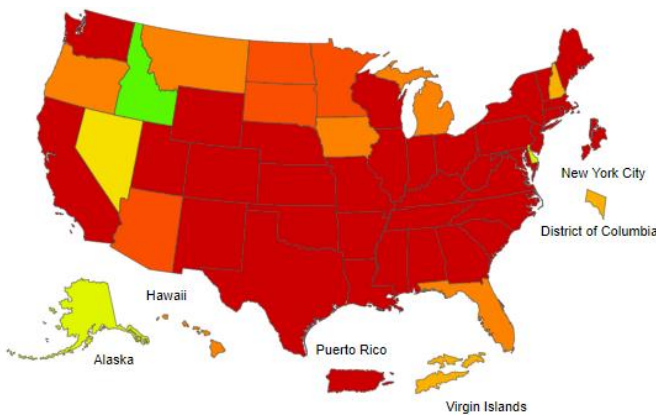 New York City
District of Columbia
Hawaii
Alaska
Puerto Rico
Virgin Islands